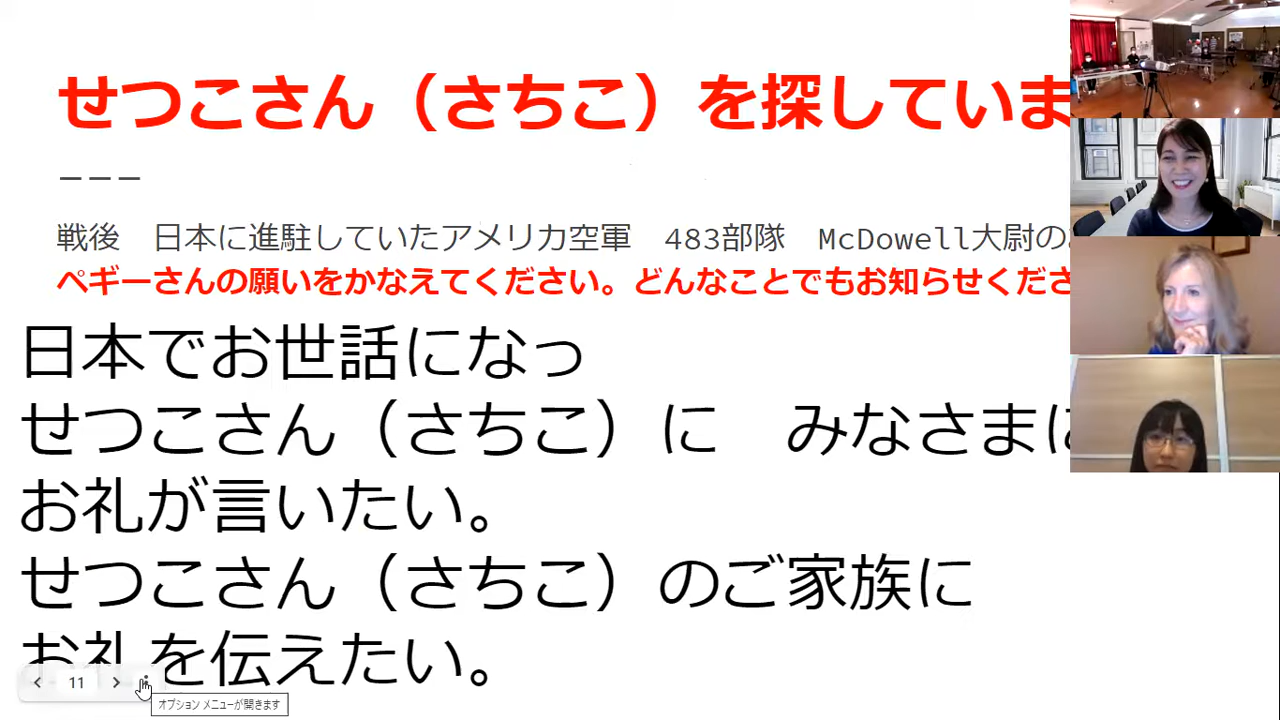 せつこさん（さちこ）を探していま
ーーー
戦後　日本に進駐していたアメリカ空軍　483部隊　McDowell大尉の
ペギーさんの願いをかなえてください。どんなことでもお知らせくださ
日本でお世話になっ
せつこさん（さちこ）に　みなさまに
お礼が言いたい。
せつこさん（さちこ）のご家族に
お礼を伝えたい。
11
オプション メニューが開きます